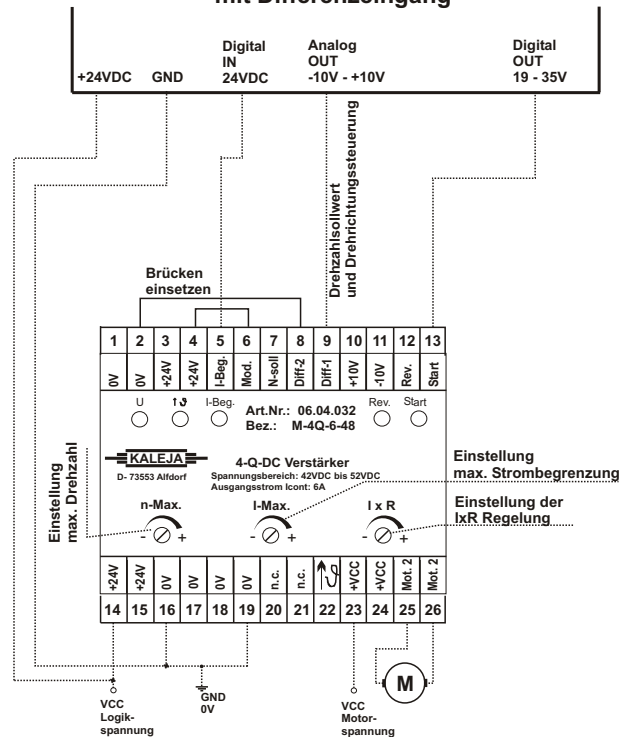 mit Differenzeingang
Digital
IN
24VDC
Analog
OUT
-10V - +10V
Digital
OUT
19 - 35V
+24VDC
GND
Drehzahlsollwert
und Drehrichtungssteuerung
Brücken
einsetzen
1 2 3 4 5 6 7 8 9 10 11 12 13
0V 0V +24V +24V I-Beg. Mod. N-soll Diff-2 Diff-1 +10V -10V Rev. Start
U ↑ϑ I-Beg. Rev. Start
Art.Nr.: 06.04.032
Bez.: M-4Q-6-48
KALEJA
D- 73553 Alfdorf
4-Q-DC Verstärker
Spannungsbereich: 42VDC bis 52VDC
Ausgangsstrom Icont: 6A
Einstellung
max. Drehzahl
Einstellung
max. Strombegrenzung
Einstellung der
IxR Regelung
n-Max. I-Max. I x R
- + - + - +
+24V +24V 0V 0V 0V 0V n.c. n.c. ↑ϑ +VCC +VCC Mot. 2 Mot. 2
14 15 16 17 18 19 20 21 22 23 24 25 26
M
VCC
Logik-
spannung
GND
0V
VCC
Motor-
spannung